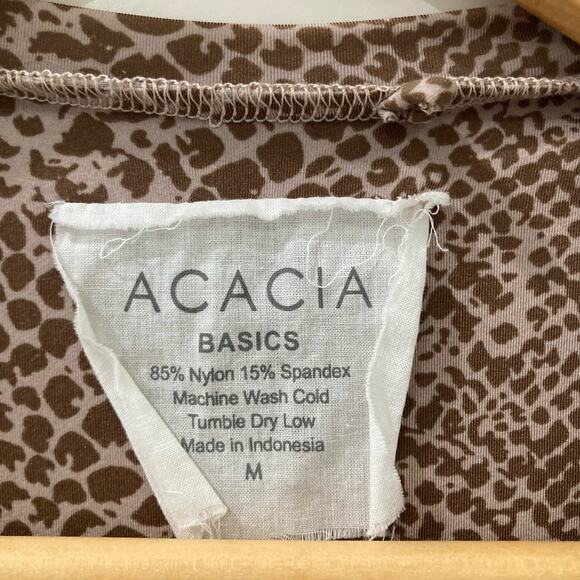 ACACIA
BASICS
85% Nylon 15% Spandex
Machine Wash Cold
Tumble Dry Low
Made in Indonesia
M